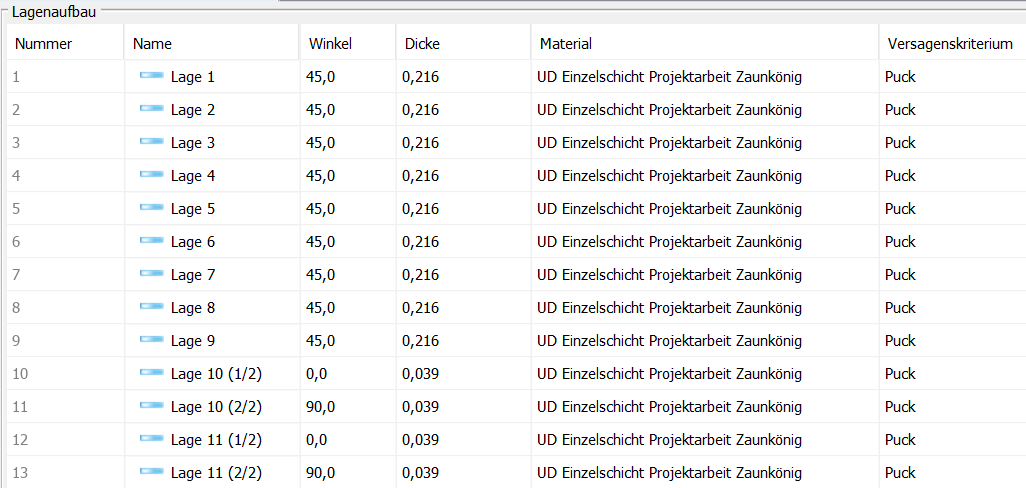 Lagenaufbau
Nummer Name Winkel Dicke Material Versagenskriterium
1 Lage 1 45,0 0,216 UD Einzelschicht Projektarbeit Zaunkönig Puck
2 Lage 2 45,0 0,216 UD Einzelschicht Projektarbeit Zaunkönig Puck
3 Lage 3 45,0 0,216 UD Einzelschicht Projektarbeit Zaunkönig Puck
4 Lage 4 45,0 0,216 UD Einzelschicht Projektarbeit Zaunkönig Puck
5 Lage 5 45,0 0,216 UD Einzelschicht Projektarbeit Zaunkönig Puck
6 Lage 6 45,0 0,216 UD Einzelschicht Projektarbeit Zaunkönig Puck
7 Lage 7 45,0 0,216 UD Einzelschicht Projektarbeit Zaunkönig Puck
8 Lage 8 45,0 0,216 UD Einzelschicht Projektarbeit Zaunkönig Puck
9 Lage 9 45,0 0,216 UD Einzelschicht Projektarbeit Zaunkönig Puck
10 Lage 10 (1/2) 0,0 0,039 UD Einzelschicht Projektarbeit Zaunkönig Puck
11 Lage 10 (2/2) 90,0 0,039 UD Einzelschicht Projektarbeit Zaunkönig Puck
12 Lage 11 (1/2) 0,0 0,039 UD Einzelschicht Projektarbeit Zaunkönig Puck
13 Lage 11 (2/2) 90,0 0,039 UD Einzelschicht Projektarbeit Zaunkönig Puck